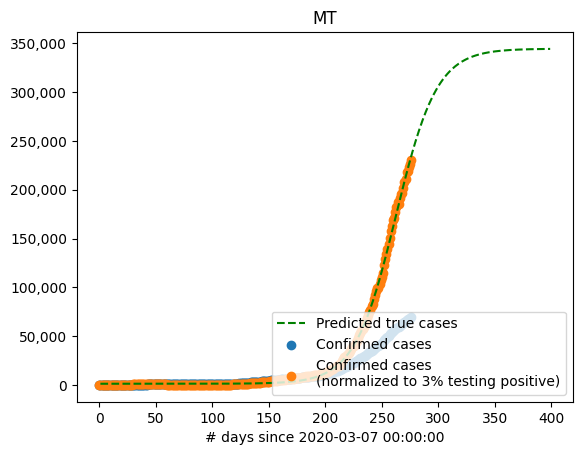 MT
350,000
300,000
250,000
200,000
150,000
100,000
50,000
0
Predicted true cases
Confirmed cases
Confirmed cases
(normalized to 3% testing positive)
0 50 100 150 200 250 300 350 400
# days since 2020-03-07 00:00:00